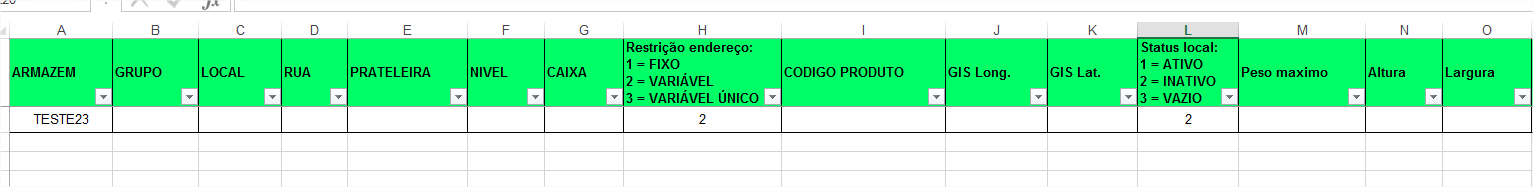 fx
A B C D E F G H I J K L M N O
Restrição endereço: Status local:
1 = FIXO 1 = ATIVO
ARMAZEM GRUPO LOCAL RUA PRATELEIRA NIVEL CAIXA CODIGO PRODUTO GIS Long. GIS Lat. Peso maximo Altura Largura
2 = VARIÁVEL 2 = INATIVO
3 = VARIÁVEL ÚNICO 3 = VAZIO
TESTE23 2 2